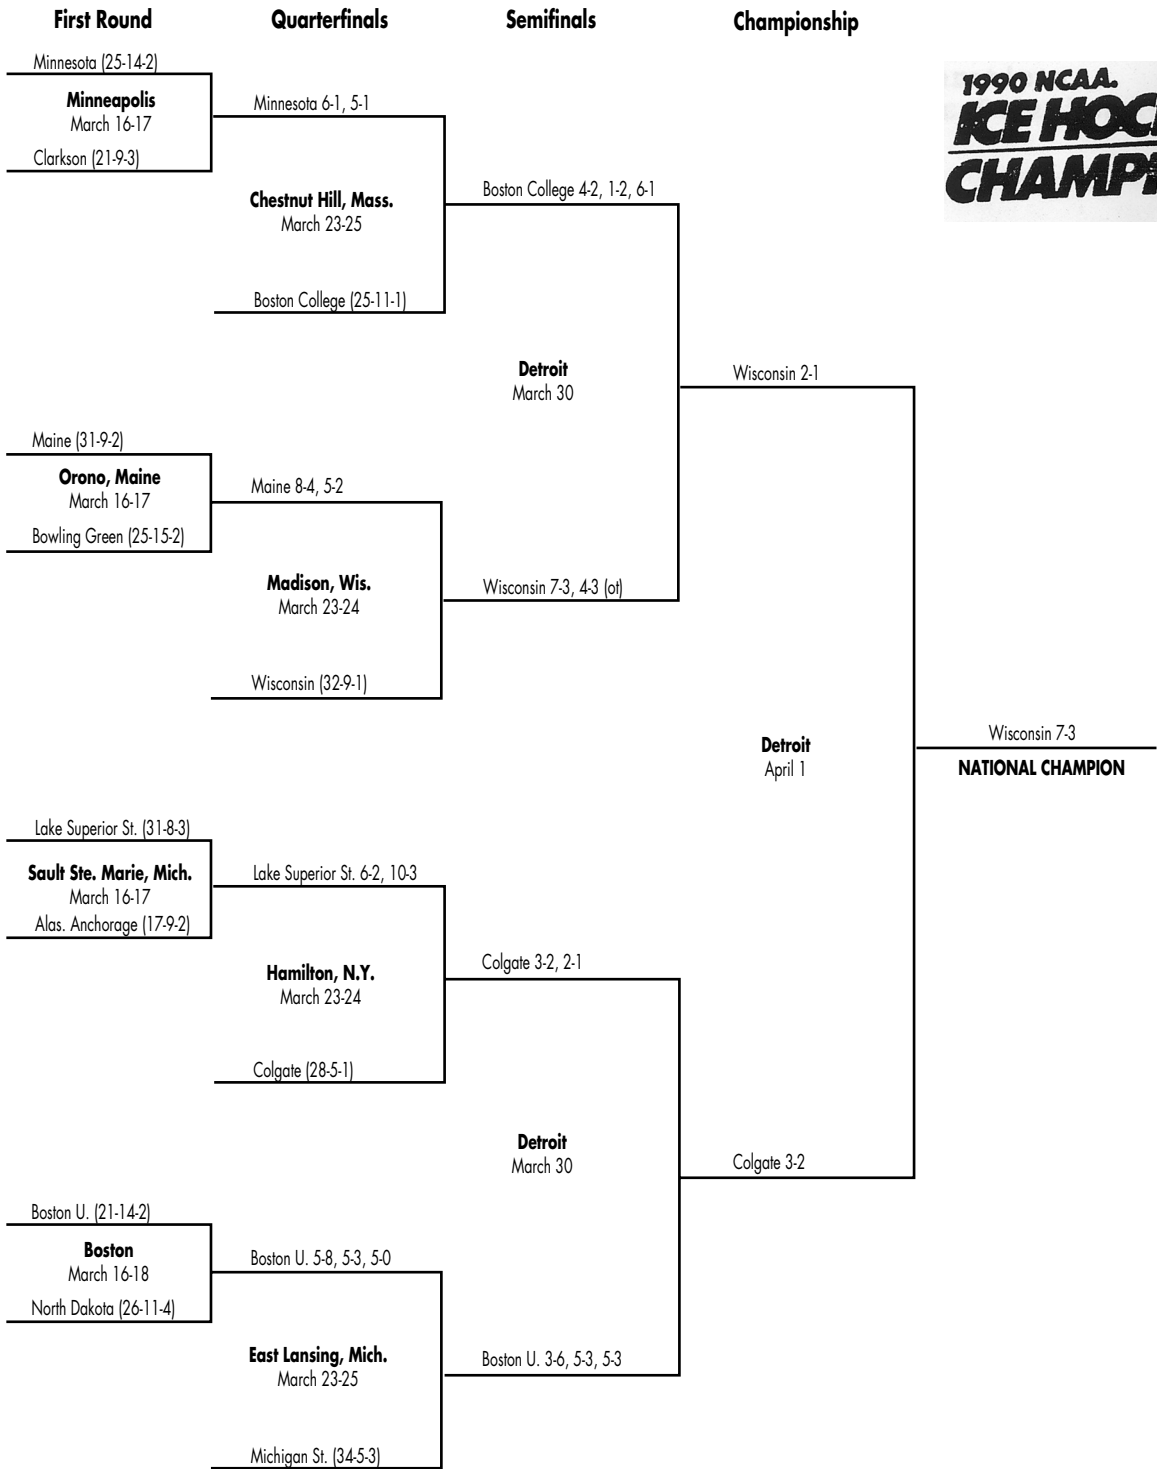 First Round
Quarterfinals
Semifinals
Championship
1990 NCAA.
Minnesota (25-14-2)
Minneapolis
March 16-17
Clarkson (21-9-3)
Minnesota 6-1, 5-1
Chestnut Hill, Mass.
March 23-25
Boston College (25-11-1)
Boston College 4-2, 1-2, 6-1
Detroit
March 30
Wisconsin 2-1
Maine (31-9-2)
Orono, Maine
March 16-17
Bowling Green (25-15-2)
Maine 8-4, 5-2
Madison, Wis.
March 23-24
Wisconsin (32-9-1)
Wisconsin 7-3, 4-3 (ot)
Detroit
April 1
Wisconsin 7-3
NATIONAL CHAMPION
Lake Superior St. (31-8-3)
Sault Ste. Marie, Mich.
March 16-17
Alas. Anchorage (17-9-2)
Lake Superior St. 6-2, 10-3
Hamilton, N.Y.
March 23-24
Colgate (28-5-1)
Colgate 3-2, 2-1
Detroit
March 30
Colgate 3-2
Boston U. (21-14-2)
Boston
March 16-18
North Dakota (26-11-4)
Boston U. 5-8, 5-3, 5-0
East Lansing, Mich.
March 23-25
Michigan St. (34-5-3)
Boston U. 3-6, 5-3, 5-3
ICE HOC
CHAMP